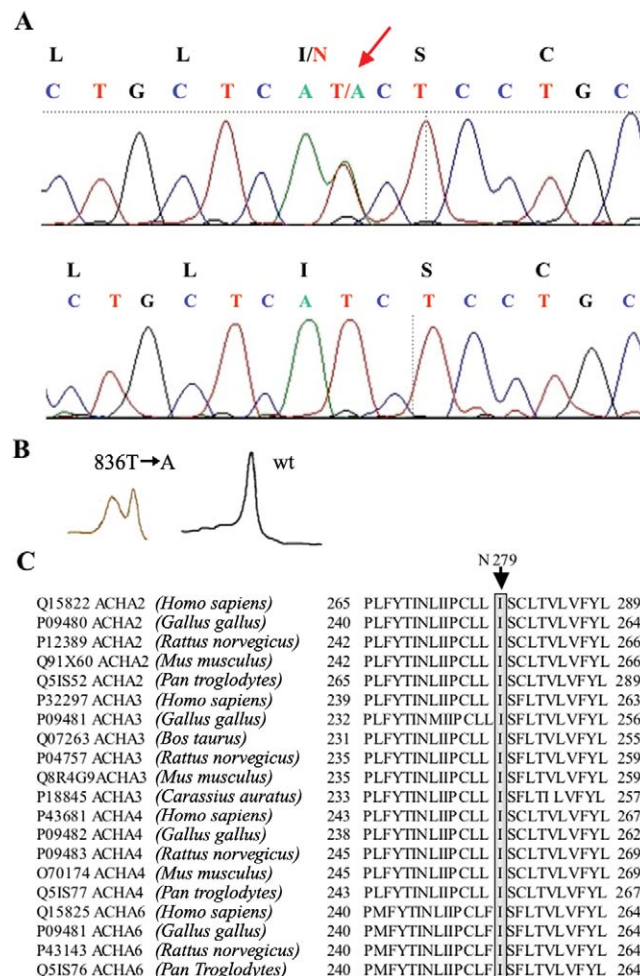 A
L L I/N S C
C T G C T C A T/A C T C C T G C
L L I S C
C T G C T C A T C T C C T G C
B
836T→A wt
C
N 279
Q15822 ACHA2 (Homo sapiens) 265 PLFYTINLIIPCLL I SCLTVLVFYL 289
P09480 ACHA2 (Gallus gallus) 240 PLFYTINLIIPCLL I SCLTVLVFYL 264
P12389 ACHA2 (Rattus norvegicus) 242 PLFYTINLIIPCLL I SCLTVLVFYL 266
Q91X60 ACHA2 (Mus musculus) 242 PLFYTINLIIPCLL I SCLTVLVFYL 266
Q5IS52 ACHA2 (Pan troglodytes) 265 PLFYTINLIIPCLL I SCLTVLVFYL 289
P32297 ACHA3 (Homo sapiens) 239 PLFYTINLIIPCLL I SFLTVLVFYL 263
P09481 ACHA3 (Gallus gallus) 232 PLFYTINMIIPCLL I SFLTVLVFYL 256
Q07263 ACHA3 (Bos taurus) 231 PLFYTINLIIPCLL I SFLTVLVFYL 255
P04757 ACHA3 (Rattus norvegicus) 235 PLFYTINLIIPCLL I SFLTVLVFYL 259
Q8R4G9ACHA3 (Mus musculus) 235 PLFYTINLIIPCLL I SFLTVLVFYL 259
P18845 ACHA3 (Carassius auratus) 233 PLFYTINLIIPCLL I SFLTI LVFYL 257
P43681 ACHA4 (Homo sapiens) 243 PLFYTINLIIPCLL I SCLTVLVFYL 267
P09482 ACHA4 (Gallus gallus) 238 PLFYTINLIIPCLL I SCLTVLVFYL 262
P09483 ACHA4 (Rattus norvegicus) 245 PLFYTINLIIPCLL I SCLTVLVFYL 269
O70174 ACHA4 (Mus musculus) 245 PLFYTINLIIPCLL I SCLTVLVFYL 269
Q5IS77 ACHA4 (Pan troglodytes) 243 PLFYTINLIIPCLL I SCLTVLVFYL 267
Q15825 ACHA6 (Homo sapiens) 240 PMFYTINLIIPCLF I SFLTVLVFYL 264
P09481 ACHA6 (Gallus gallus) 240 PMFYTINLIIPCLF I SFLTVLVFYL 264
P43143 ACHA6 (Rattus norvegicus) 240 PMFYTINLIIPCLF I SFLTVLVFYL 264
Q5IS76 ACHA6 (Pan Troglodytes) 240 PMFYTINLIIPCLF I SFLTVLVFYL 264